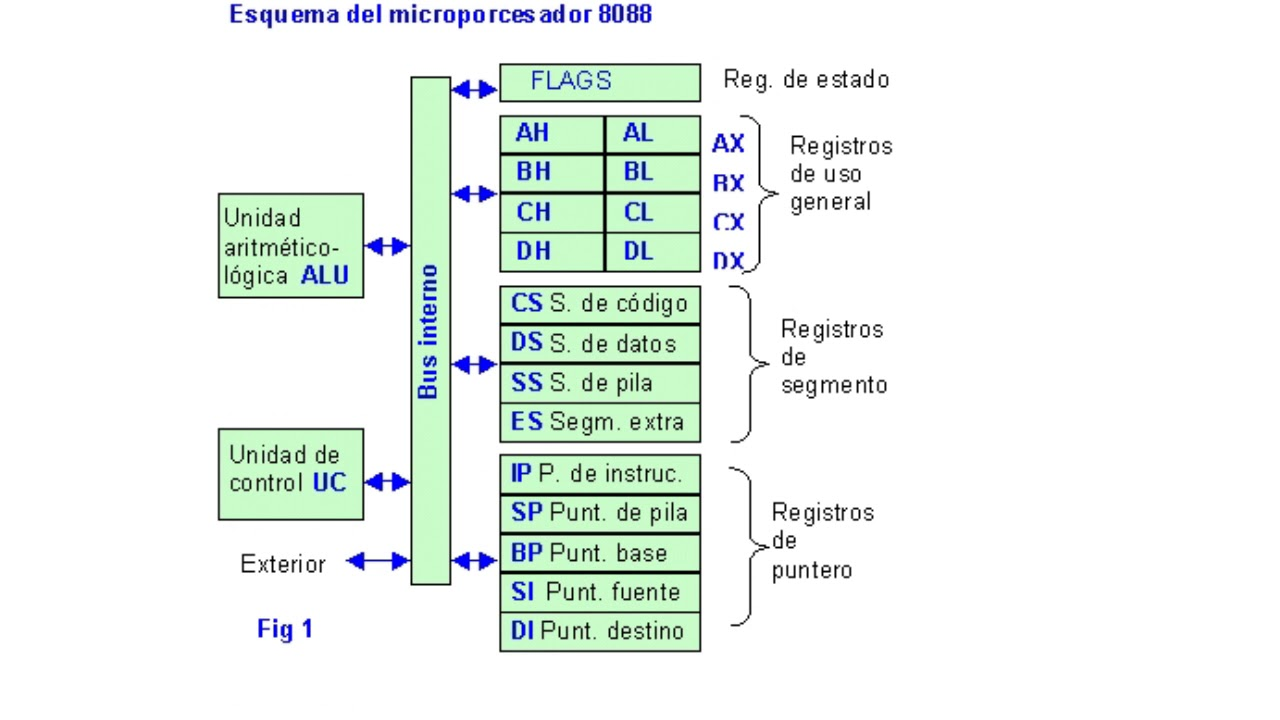 Esquema del microporcesador 8088
FLAGS
Reg. de estado
AH AL AX
BH BL BX
CH CL CX
DH DL DX
Registros
de uso
general
Unidad
aritmético-
lógica ALU
Bus interno
CS S. de código
DS S. de datos
SS S. de pila
ES Segm. extra
Registros
de
segmento
Unidad de
control UC
Exterior
IP P. de instruc.
SP Punt. de pila
BP Punt. base
SI Punt. fuente
DI Punt. destino
Registros
de
puntero
Fig 1